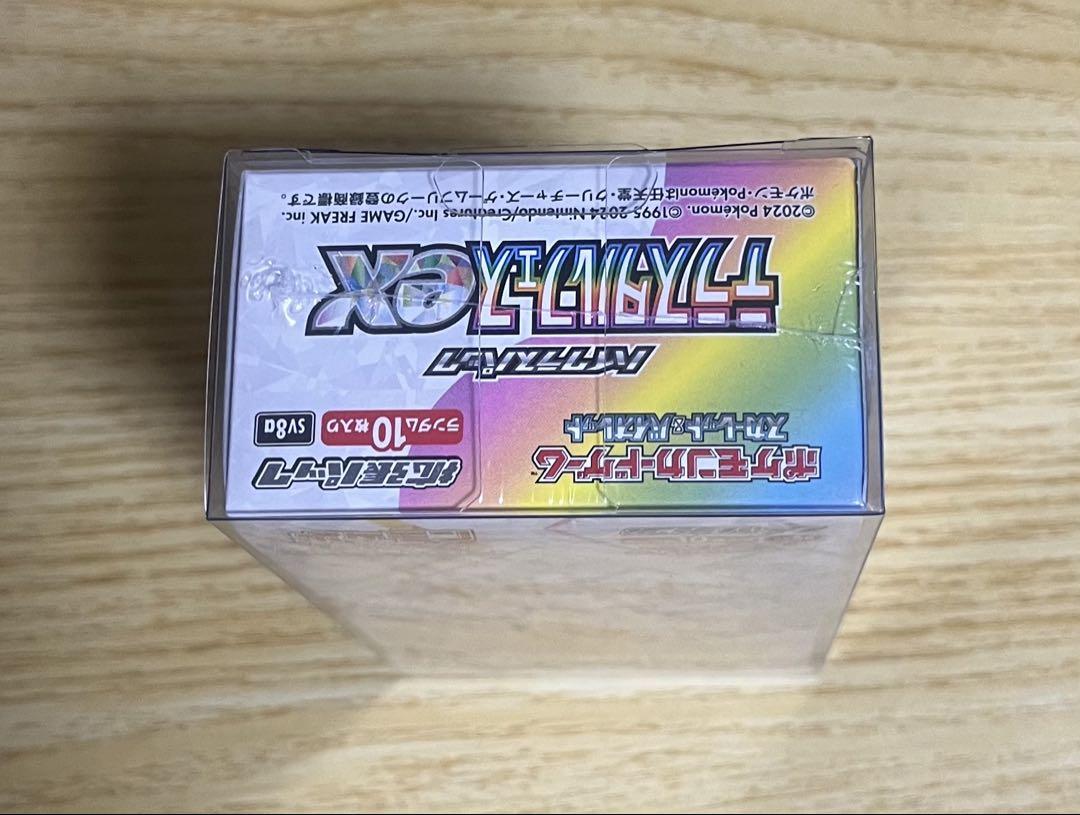 ポケモンカードゲーム™
スカーレット&バイオレット
拡張パック
ランダム10枚入り
sv8a
ハイクラスパック
テラスタルフェスex
©2024 Pokémon. ©1995-2024 Nintendo/Creatures Inc./GAME FREAK inc.
ポケモン・Pokémonは任天堂・クリーチャーズ・ゲームフリークの登録商標です。